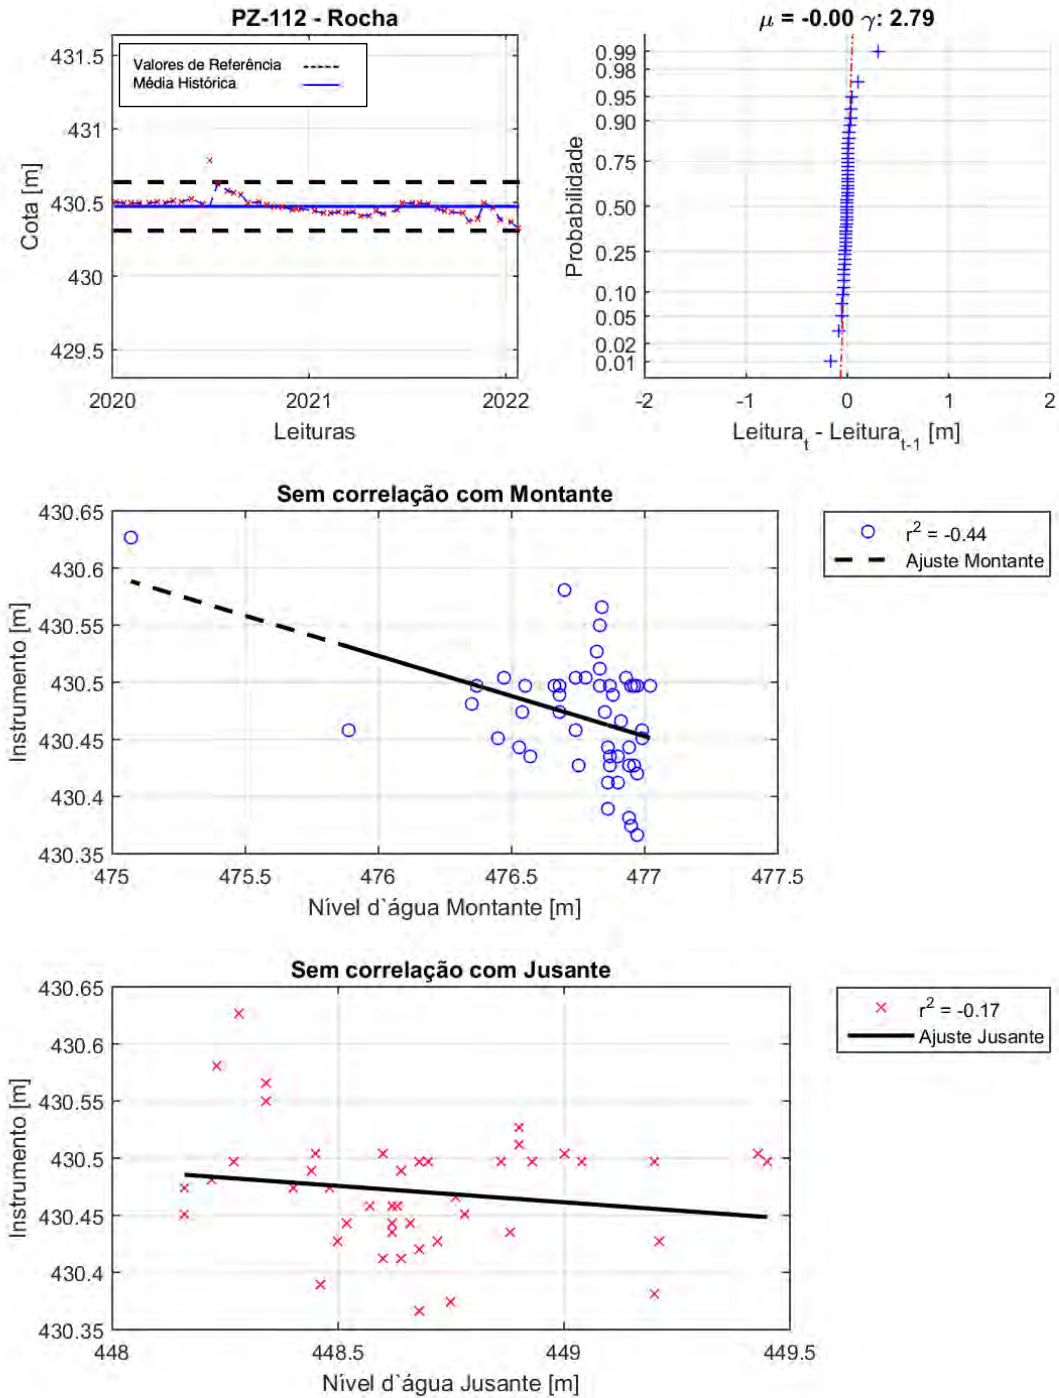 PZ-112 - Rocha
431.5
431
430.5
430
429.5
Cota [m]
Valores de Referência
Média Histórica
2020
2021
2022
Leituras
μ = -0.00 γ: 2.79
0.99
0.98
0.95
0.90
0.75
0.50
0.25
0.10
0.05
0.02
0.01
Probabilidade
-2
-1
0
1
2
Leitura_t - Leitura_t-1 [m]
Sem correlação com Montante
430.65
430.6
430.55
430.5
430.45
430.4
430.35
Instrumento [m]
475
475.5
476
476.5
477
477.5
Nível d`água Montante [m]
r² = -0.44
Ajuste Montante
Sem correlação com Jusante
430.65
430.6
430.55
430.5
430.45
430.4
430.35
Instrumento [m]
448
448.5
449
449.5
Nível d`água Jusante [m]
r² = -0.17
Ajuste Jusante